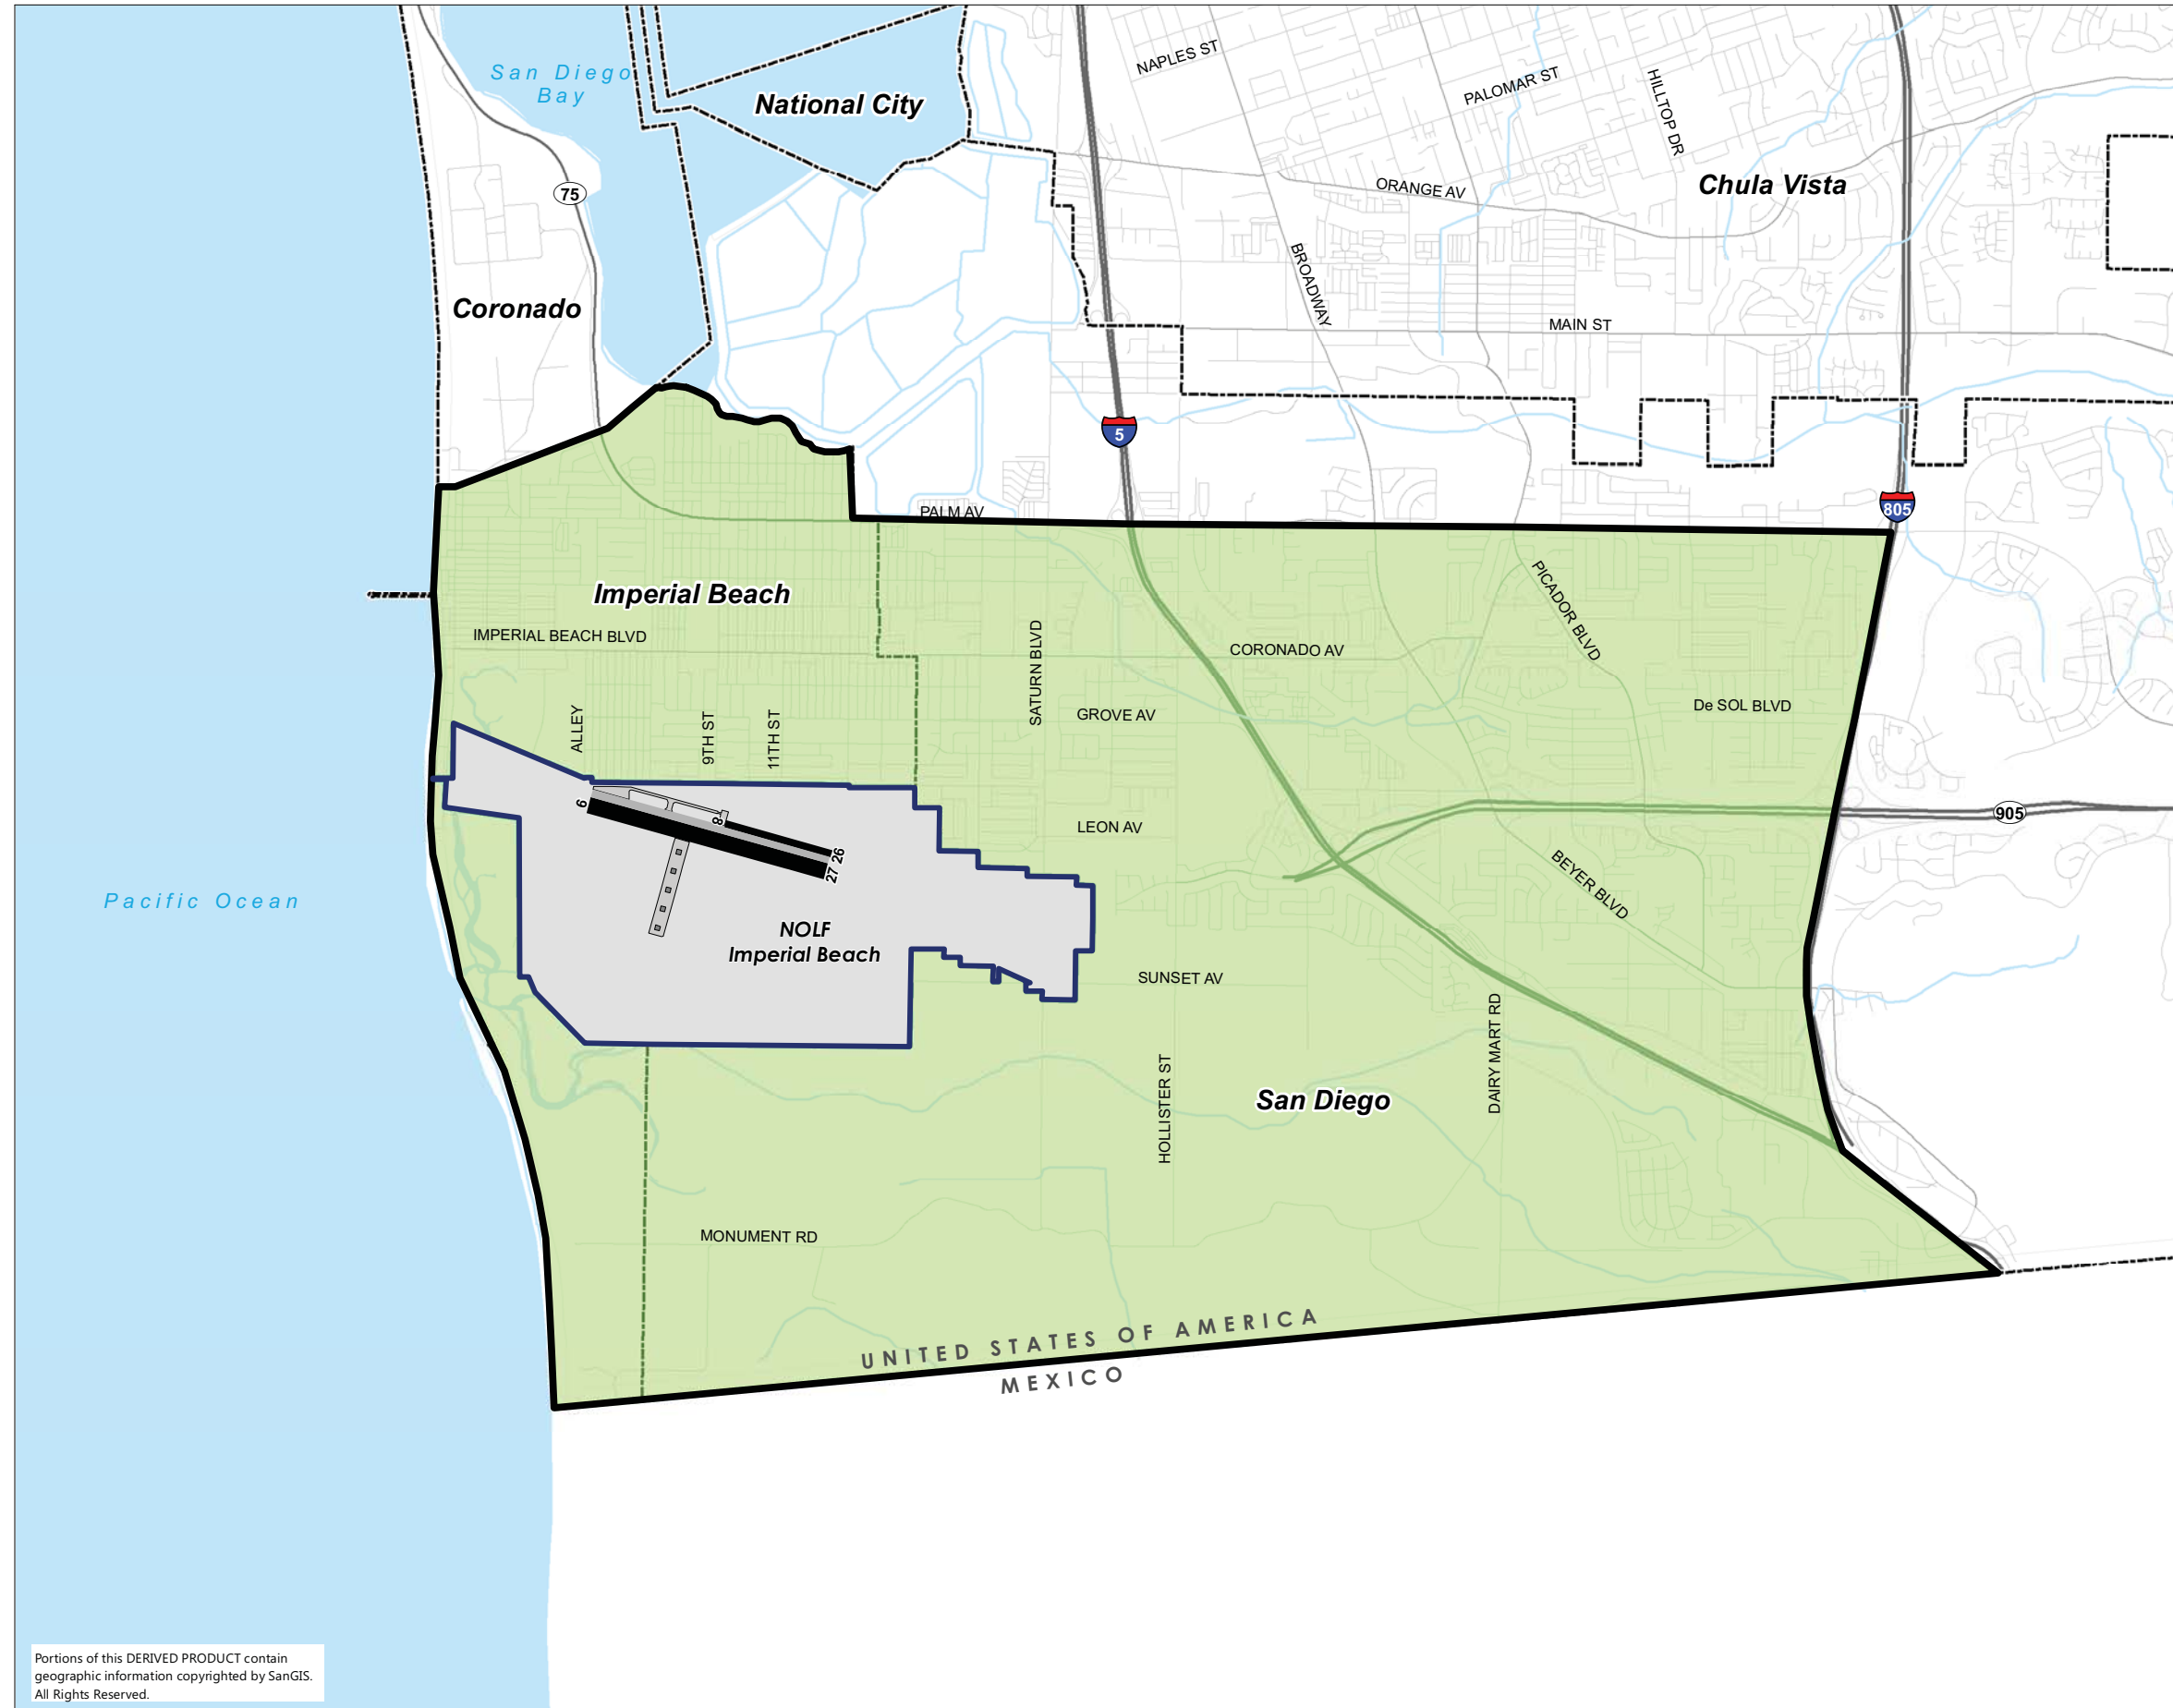 NAPLES ST
San Diego
Bay
National City
PALOMAR ST
HILLTOP DR
75
ORANGE AV
Chula Vista
BROADWAY
Coronado
MAIN ST
5
805
PALM AV
Imperial Beach
PICADOR BLVD
IMPERIAL BEACH BLVD
SATURN BLVD
CORONADO AV
De SOL BLVD
ALLEY
9TH ST
11TH ST
GROVE AV
9
8
26
27
LEON AV
905
BEYER BLVD
Pacific Ocean
NOLF
Imperial Beach
SUNSET AV
DAIRY MART RD
HOLLISTER ST
San Diego
MONUMENT RD
UNITED STATES OF AMERICA
MEXICO
Portions of this DERIVED PRODUCT contain
geographic information copyrighted by SanGIS.
All Rights Reserved.